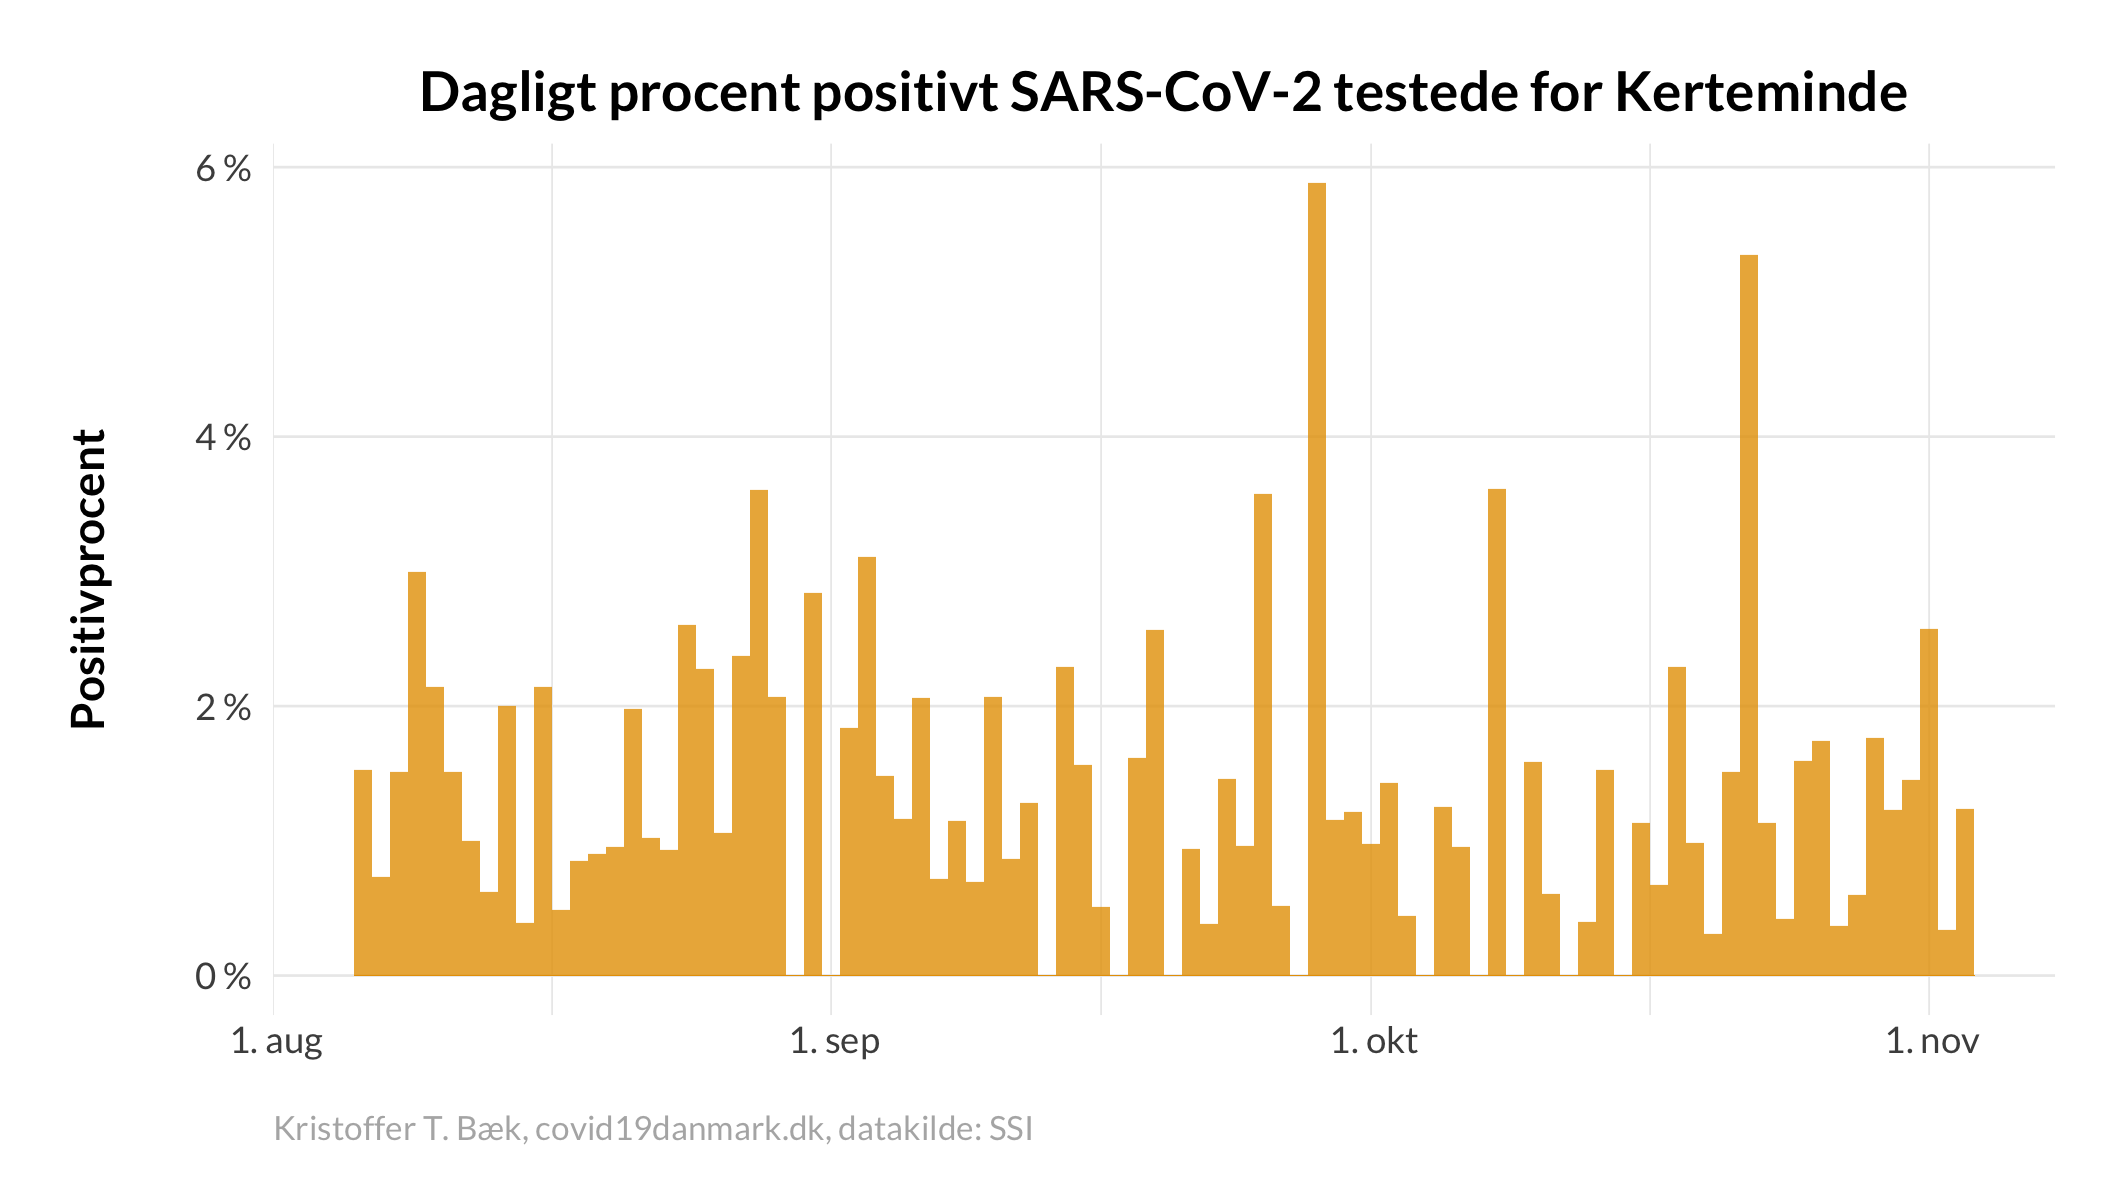 Dagligt procent positivt SARS-CoV-2 testede for Kerteminde
6 %
4 %
2 %
0 %
Positivprocent
1. aug
1. sep
1. okt
1. nov
Kristoffer T. Bæk, covid19danmark.dk, datakilde: SSI